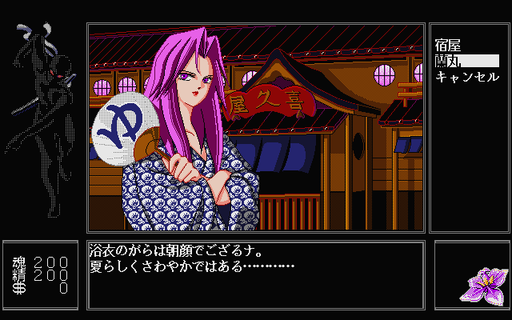 宿屋
蘭丸
キャンセル
喜久屋
ゆ
浴衣のがらは朝顔でござるナ。
夏らしくさわやかではある…………
魂 200
精 200
$ 0